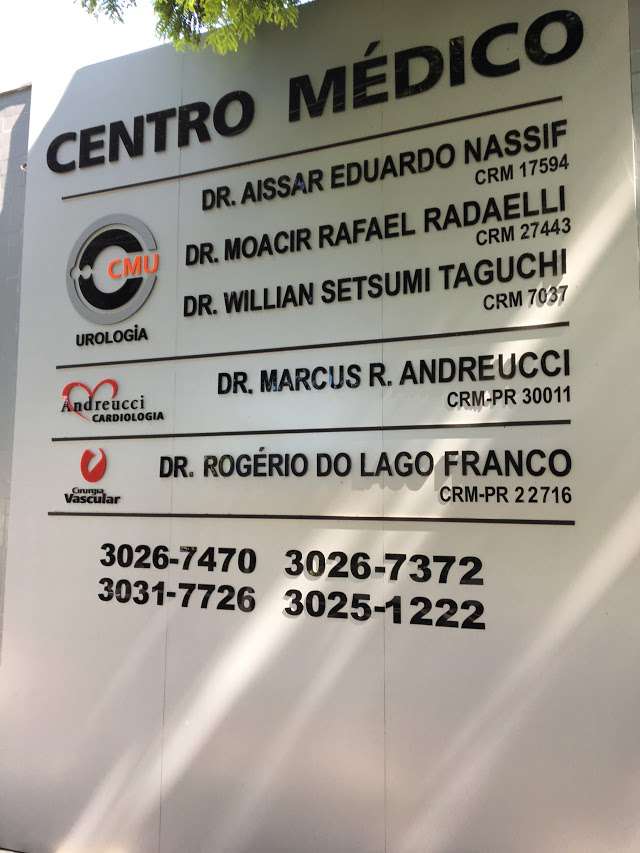 CENTRO MÉDICO
DR. AISSAR EDUARDO NASSIF
CRM 17594
DR. MOACIR RAFAEL RADAELLI
CRM 27443
CMU
UROLOGIA
DR. WILLIAN SETSUMI TAGUCHI
CRM 7037
Andreucci
CARDIOLOGIA
DR. MARCUS R. ANDREUCCI
CRM-PR 30011
Cirurgia
Vascular
DR. ROGÉRIO DO LAGO FRANCO
CRM-PR 22716
3026-7470 3026-7372
3031-7726 3025-1222